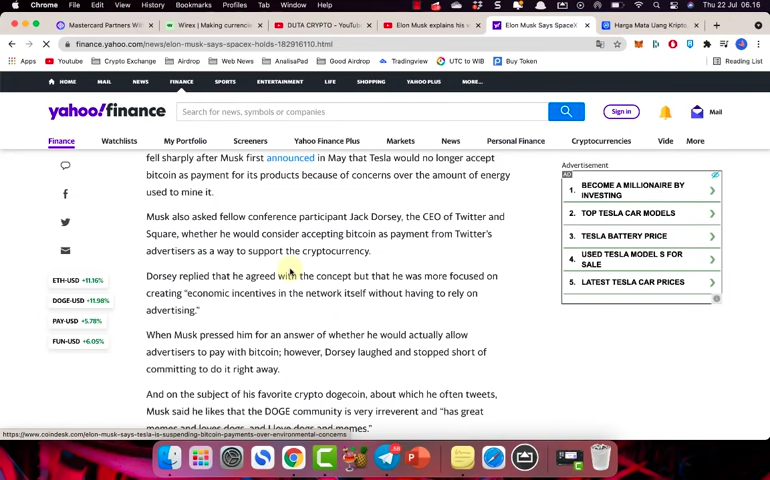 Chrome File Edit View History Bookmarks Profiles Tab Window Help
Thu 22 Jul 06.16
Mastercard Partners Wit
Wirex | Making currenci
DUTA CRYPTO - YouTub
Elon Musk explains his v
Elon Musk Says SpaceX
Harga Mata Uang Kripto
finance.yahoo.com/news/elon-musk-says-spacex-holds-182916110.html
Apps Youtube Crypto Exchange Airdrop Web News AnalisaPad Good Airdrop Trading View UTC to WIB Buy Token Reading List
HOME MAIL NEWS FINANCE SPORTS ENTERTAINMENT LIFE SHOPPING YAHOO PLUS MORE...
yahoo!finance
Search for news, symbols or companies
Sign in
Mail
Finance Watchlists My Portfolio Screeners Yahoo Finance Plus Markets News Personal Finance Cryptocurrencies Vide More
fell sharply after Musk first announced in May that Tesla would no longer accept
bitcoin as payment for its products because of concerns over the amount of energy
used to mine it.
Musk also asked fellow conference participant Jack Dorsey, the CEO of Twitter and
Square, whether he would consider accepting bitcoin as payment from Twitter's
advertisers as a way to support the cryptocurrency.
Dorsey replied that he agreed with the concept but that he was more focused on
creating “economic incentives in the network itself without having to rely on
advertising.”
When Musk pressed him for an answer of whether he would actually allow
advertisers to pay with bitcoin; however, Dorsey laughed and stopped short of
committing to do it right away.
And on the subject of his favorite crypto dogecoin, about which he often tweets,
Musk said he likes that the DOGE community is very irreverent and “has great
memes and loves dogs, and I love dogs and memes.”
ETH-USD +11.16%
DOGE-USD +11.98%
PAY-USD +5.78%
FUN-USD +6.05%
Advertisement
AD
1. BECOME A MILLIONAIRE BY
INVESTING
2. TOP TESLA CAR MODELS
3. TESLA BATTERY PRICE
4. USED TESLA MODEL S FOR
SALE
5. LATEST TESLA CAR PRICES
https://www.coindesk.com/elon-musk-says-tesla-is-suspending-bitcoin-payments-over-environmental-concerns